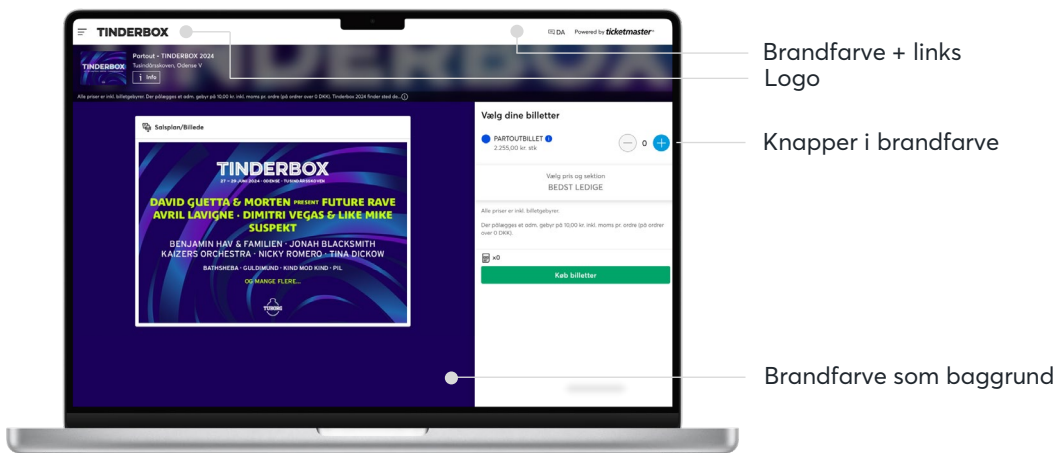 TINDERBOX
DA Powered by ticketmaster
Partout - TINDERBOX 2024
Tusindårsskoven, Odense V
i Info
TINDERBOX
Alle priser er inkl. billetgebyrer. Der pålægges et adm. gebyr på 10,00 kr. inkl. moms pr. ordre (på ordrer over 0 DKK). Tinderbox 2024 finder sted de...
Salsplan/Billede
TINDERBOX
27 - 29 JUNI 2024 · ODENSE · TUSINDÅRSSKOVEN
DAVID GUETTA & MORTEN PRESENT FUTURE RAVE
AVRIL LAVIGNE · DIMITRI VEGAS & LIKE MIKE
SUSPEKT
BENJAMIN HAV & FAMILIEN · JONAH BLACKSMITH
KAIZERS ORCHESTRA · NICKY ROMERO · TINA DICKOW
BATHSHEBA · GULDIMUND · KIND MOD KIND · PIL
OG MANGE FLERE...
TUBORG
Vælg dine billetter
PARTOUTBILLET
2.255,00 kr. stk
0
Vælg pris og sektion
BEDST LEDIGE
Alle priser er inkl. billetgebyrer.
Der pålægges et adm. gebyr på 10,00 kr. inkl. moms pr. ordre (på ordrer
over 0 DKK).
x0
Køb billetter
Brandfarve + links
Logo
Knapper i brandfarve
Brandfarve som baggrund